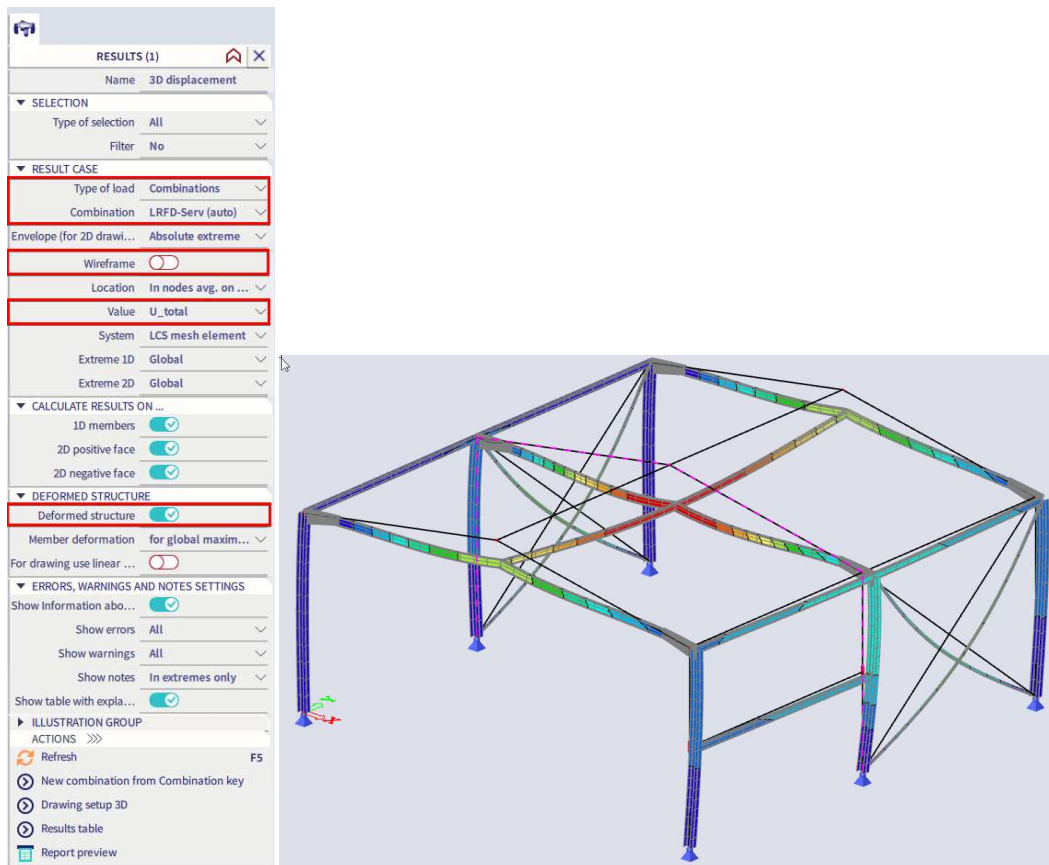 RESULTS (1)
Name 3D displacement
SELECTION
Type of selection All
Filter No
RESULT CASE
Type of load Combinations
Combination LRFD-Serv (auto)
Envelope (for 2D drawi... Absolute extreme
Wireframe
Location In nodes avg. on ...
Value U_total
System LCS mesh element
Extreme 1D Global
Extreme 2D Global
CALCULATE RESULTS ON ...
1D members
2D positive face
2D negative face
DEFORMED STRUCTURE
Deformed structure
Member deformation for global maxim...
For drawing use linear ...
ERRORS, WARNINGS AND NOTES SETTINGS
Show Information abo...
Show errors All
Show warnings All
Show notes In extremes only
Show table with expla...
ILLUSTRATION GROUP
ACTIONS >>>
Refresh F5
New combination from Combination key
Drawing setup 3D
Results table
Report preview